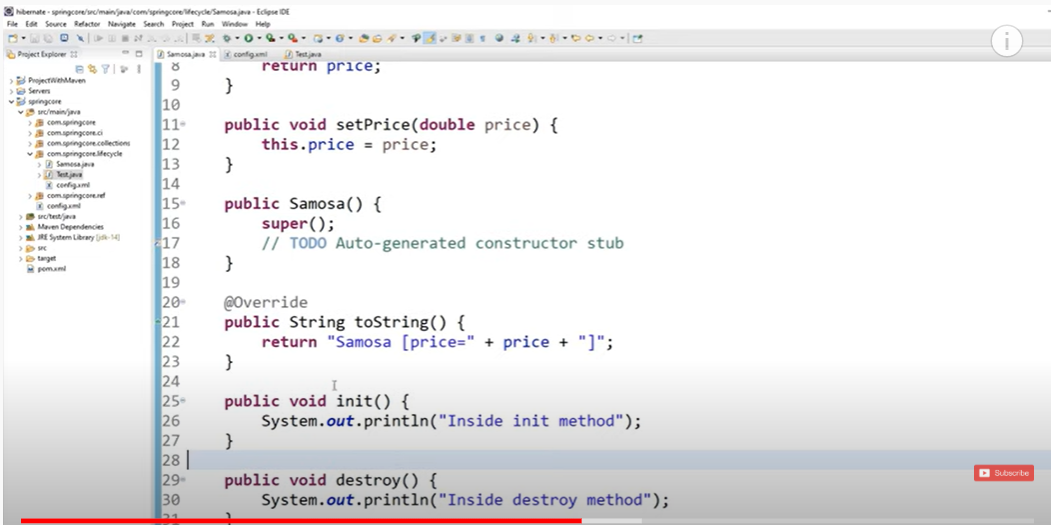 hibernate - springcore/src/main/java/com/springcore/lifecycle/Samosa.java - Eclipse IDE
File Edit Source Refactor Navigate Search Project Run Window Help
Project Explorer
ProjectWithMaven
Servers
springcore
src/main/java
com.springcore
com.springcore.ci
com.springcore.collections
com.springcore.lifecycle
Samosa.java
Test.java
config.xml
com.springcore.ref
config.xml
src/test/java
Maven Dependencies
JRE System Library [jdk-14]
src
target
pom.xml
Samosa.java config.xml Test.java
8 return price;
9 }
10
11 public void setPrice(double price) {
12 this.price = price;
13 }
14
15 public Samosa() {
16 super();
17 // TODO Auto-generated constructor stub
18 }
19
20 @Override
21 public String toString() {
22 return "Samosa [price=" + price + "]";
23 }
24
25 public void init() {
26 System.out.println("Inside init method");
27 }
28
29 public void destroy() {
30 System.out.println("Inside destroy method");
31 }
Subscribe